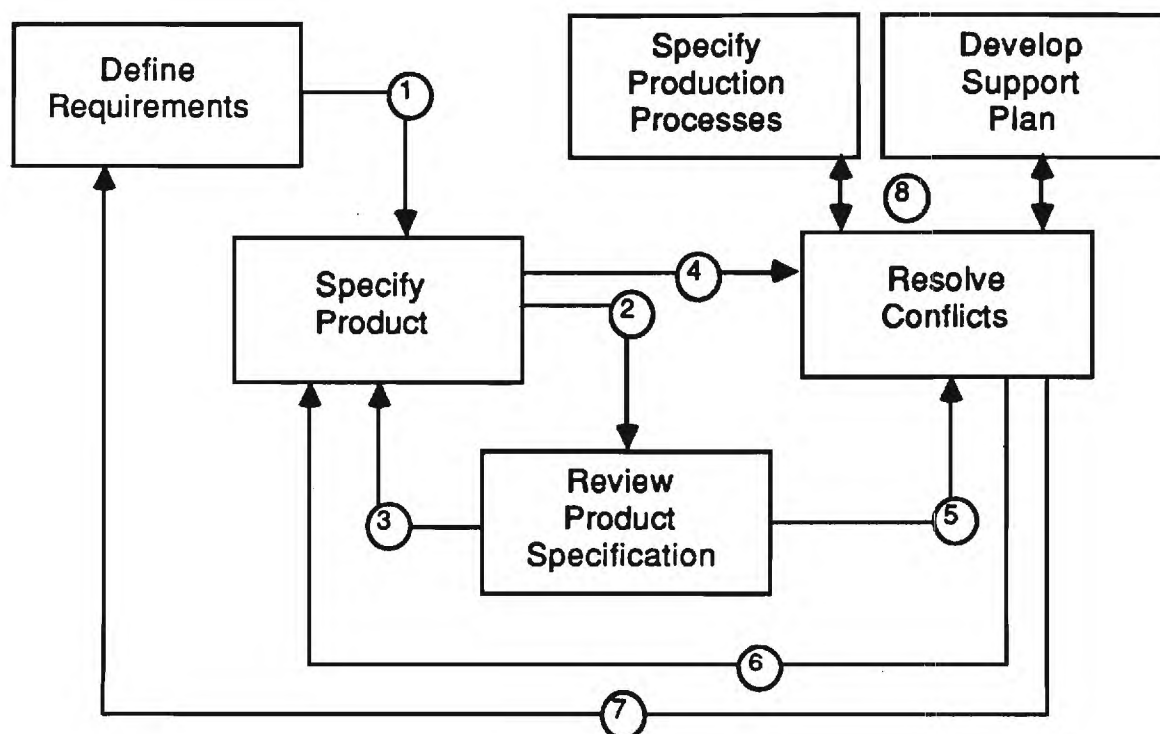 Define
Requirements
1
Specify
Production
Processes
Develop
Support
Plan
8
Specify
Product
4
2
Resolve
Conflicts
3
Review
Product
Specification
5
6
7